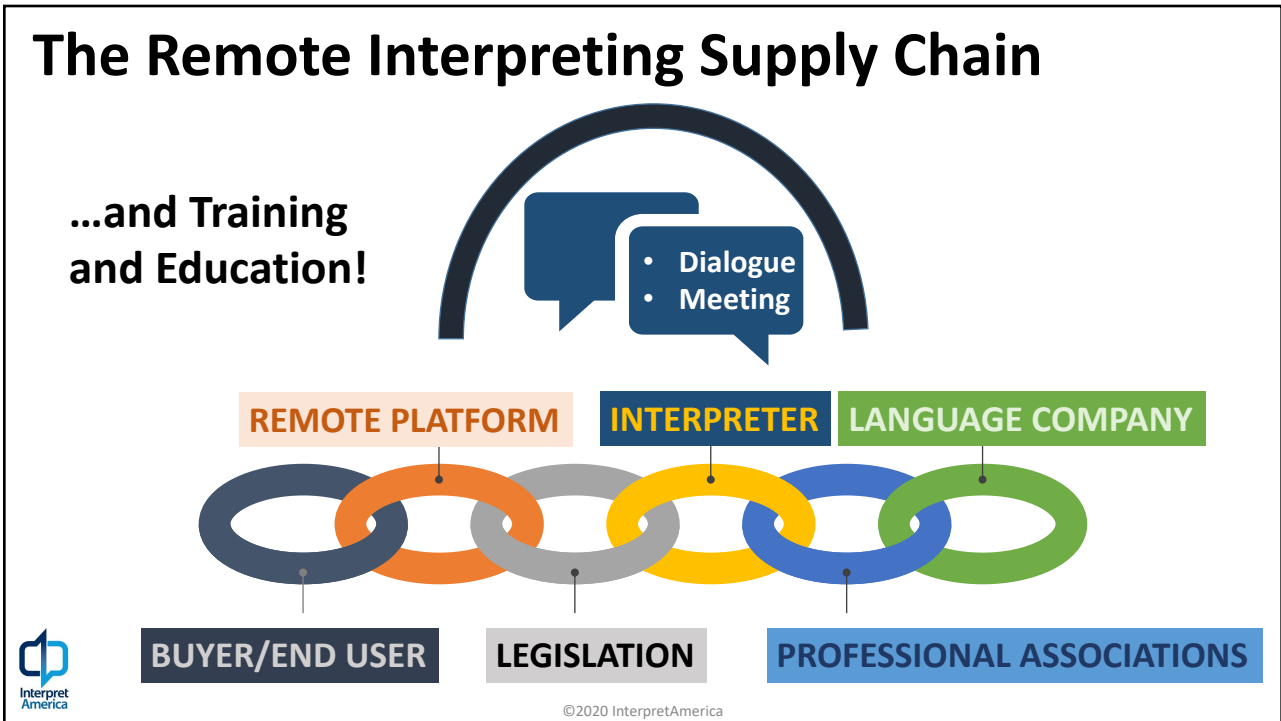 The Remote Interpreting Supply Chain
...and Training
and Education!
• Dialogue
• Meeting
REMOTE PLATFORM
INTERPRETER
LANGUAGE COMPANY
BUYER/END USER
LEGISLATION
PROFESSIONAL ASSOCIATIONS
Interpret
America
©2020 InterpretAmerica